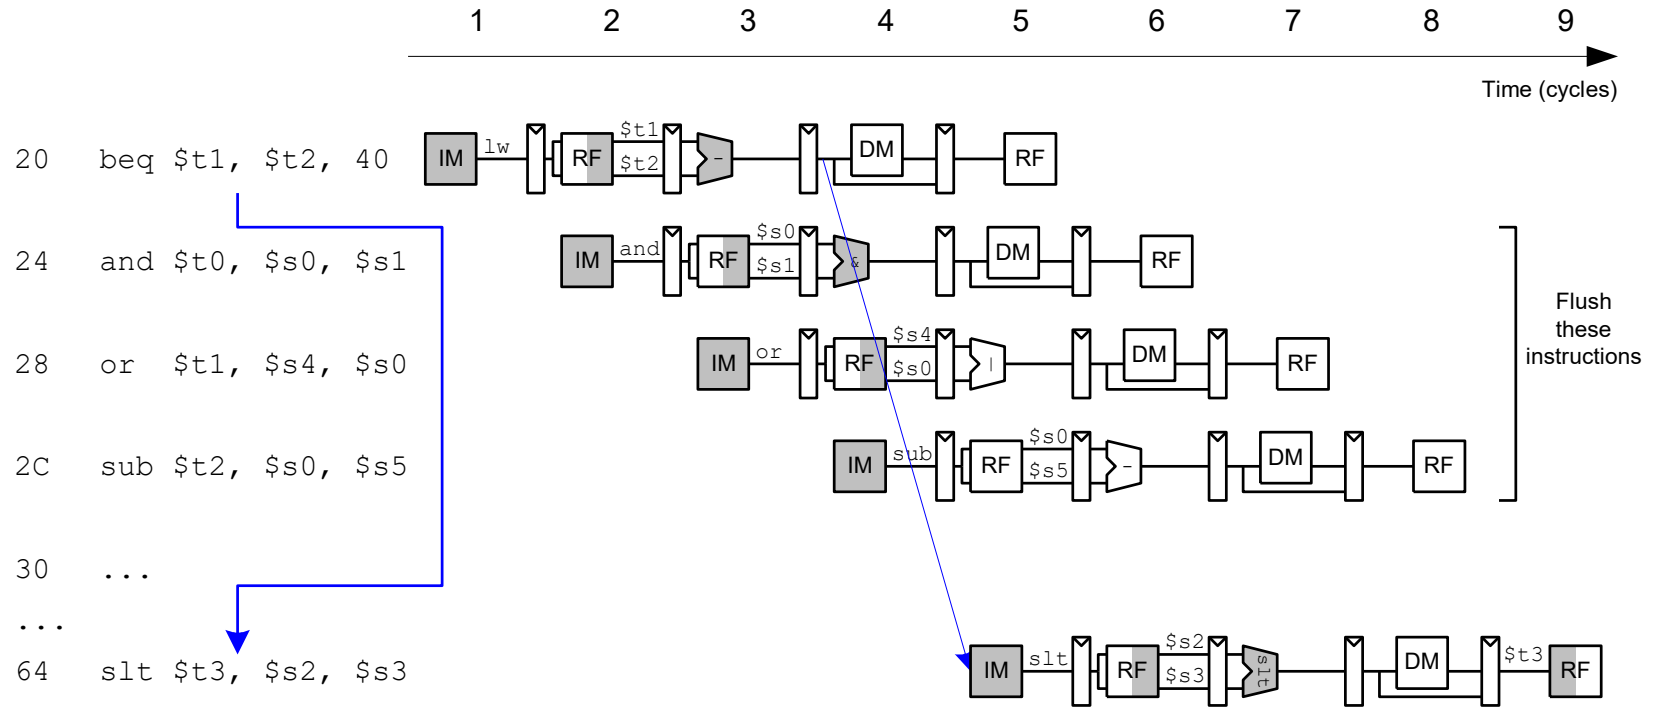 1 2 3 4 5 6 7 8 9
Time (cycles)
20 beq $t1, $t2, 40 IM lw RF $t1 $t2 - DM RF
24 and $t0, $s0, $s1 IM and RF $s0 $s1 & DM RF
28 or $t1, $s4, $s0 IM or RF $s4 $s0 | DM RF
2C sub $t2, $s0, $s5 IM sub RF $s0 $s5 - DM RF
Flush
these
instructions
30 ...
...
64 slt $t3, $s2, $s3 IM slt RF $s2 $s3 slt DM $t3 RF